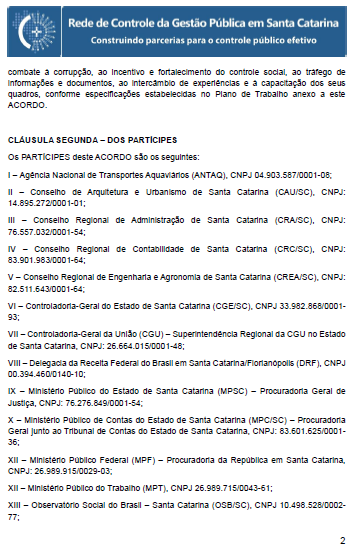 Rede de Controle da Gestão Pública em Santa Catarina
Construindo parcerias para o controle público efetivo
combate à corrupção, ao incentivo e fortalecimento do controle social, ao tráfego de
informações e documentos, ao intercâmbio de experiências e à capacitação dos seus
quadros, conforme especificações estabelecidas no Plano de Trabalho anexo a este
ACORDO.
CLÁUSULA SEGUNDA – DOS PARTÍCIPES
Os PARTÍCIPES deste ACORDO são os seguintes:
I – Agência Nacional de Transportes Aquaviários (ANTAQ), CNPJ 04.903.587/0001-08;
II – Conselho de Arquitetura e Urbanismo de Santa Catarina (CAU/SC), CNPJ:
14.895.272/0001-01;
III – Conselho Regional de Administração de Santa Catarina (CRA/SC), CNPJ:
76.557.032/0001-54;
IV – Conselho Regional de Contabilidade de Santa Catarina (CRC/SC), CNPJ:
83.901.983/0001-64;
V – Conselho Regional de Engenharia e Agronomia de Santa Catarina (CREA/SC), CNPJ:
82.511.643/0001-64;
VI – Controladoria-Geral do Estado de Santa Catarina (CGE/SC), CNPJ 33.982.868/0001-
93;
VII – Controladoria-Geral da União (CGU) – Superintendência Regional da CGU no Estado
de Santa Catarina, CNPJ: 26.664.015/0001-48;
VIII – Delegacia da Receita Federal do Brasil em Santa Catarina/Florianópolis (DRF), CNPJ
00.394.460/0140-10;
IX – Ministério Público do Estado de Santa Catarina (MPSC) – Procuradoria Geral de
Justiça, CNPJ: 76.276.849/0001-54;
X – Ministério Público de Contas do Estado de Santa Catarina (MPC/SC) – Procuradoria
Geral junto ao Tribunal de Contas do Estado de Santa Catarina, CNPJ: 83.601.625/0001-
36;
XII – Ministério Público Federal (MPF) – Procuradoria da República em Santa Catarina,
CNPJ: 26.989.915/0029-03;
XII – Ministério Público do Trabalho (MPT), CNPJ 26.989.715/0043-61;
XIII – Observatório Social do Brasil – Santa Catarina (OSB/SC), CNPJ 10.498.528/0002-
77;
2